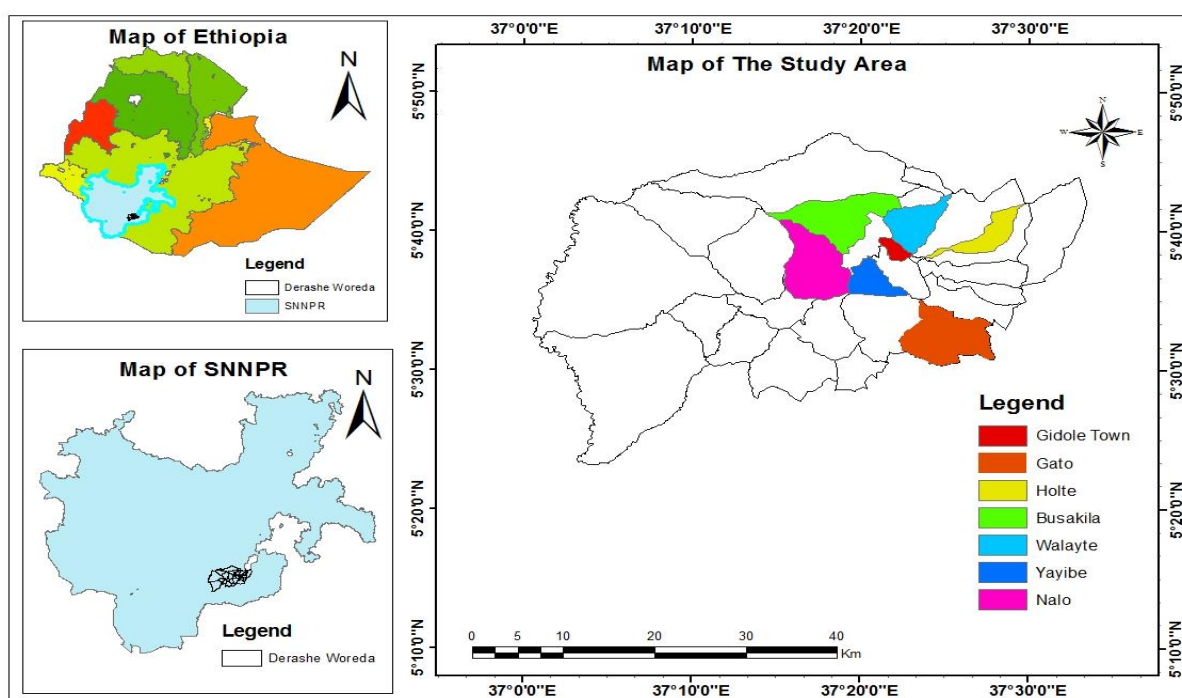 Map of Ethiopia
N
Legend
Derashe Woreda
SNNPR
Map of SNNPR
N
Legend
Derashe Woreda
37°0'0"E 37°10'0"E 37°20'0"E 37°30'0"E
Map of The Study Area
N
W E
S
5°50'0"N 5°50'0"N
5°40'0"N 5°40'0"N
5°30'0"N 5°30'0"N
5°20'0"N 5°20'0"N
5°10'0"N 5°10'0"N
Legend
Gidole Town
Gato
Holte
Busakila
Walayte
Yayibe
Nalo
0 5 10 20 30 40
Km
37°0'0"E 37°10'0"E 37°20'0"E 37°30'0"E